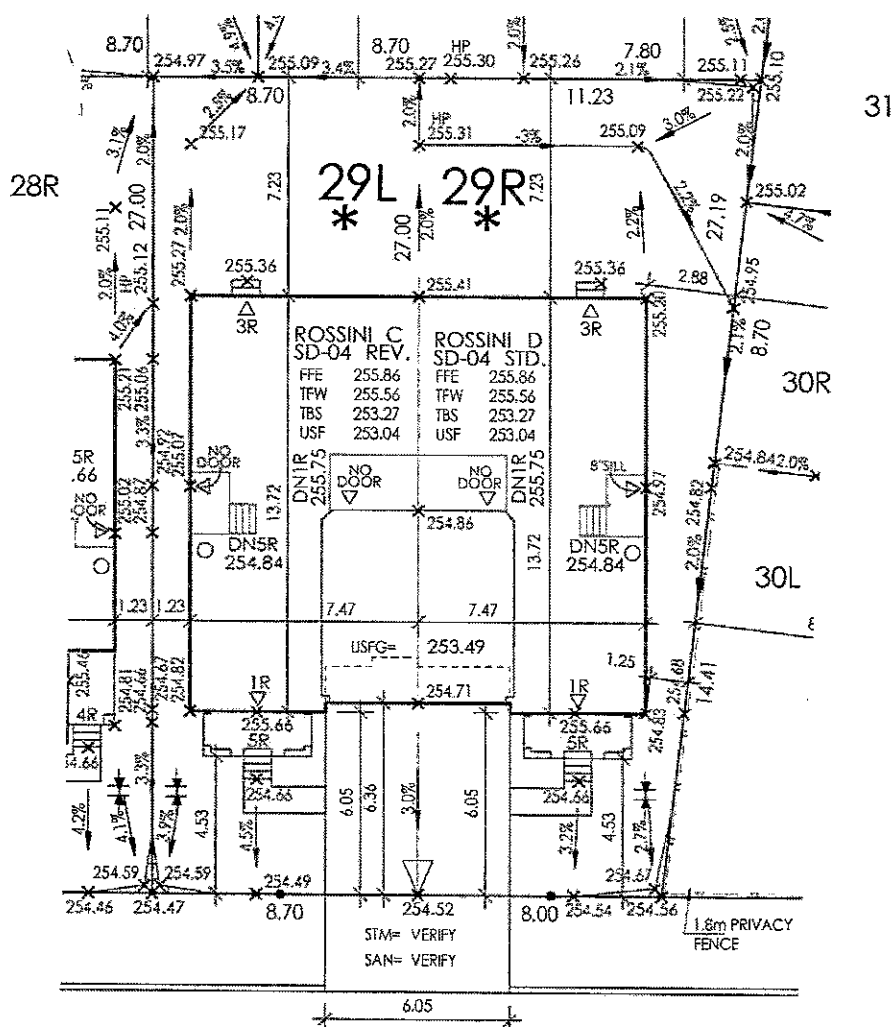 8.70
8.70
HP
7.80
254.97
3.5%
255.09
3.4%
255.27
255.30
2.0%
255.26
2.1%
255.11
255.10
8.70
11.23
255.22
31
2.5%
255.17
2.0%
HP
255.31
-3%
255.09
3.0%
2.0%
3.1%
2.0%
28R
7.23
29L
*
29R
*
7.23
2.2%
27.19
255.02
4.7%
255.11
27.00
2.0%
27.00
2.0%
2.2%
2.0%
HP
255.12
255.27
255.36
255.41
255.36
2.88
254.95
4.0%
3R
3R
255.20
2.1%
8.70
ROSSINI C
SD-04 REV.
FFE 255.86
TFW 255.56
TBS 253.27
USF 253.04
ROSSINI D
SD-04 STD.
FFE 255.86
TFW 255.56
TBS 253.27
USF 253.04
30R
255.21
255.06
3.3%
5R
.66
NO
DOOR
254.92
255.07
NO
DOOR
DN1R
255.75
NO
DOOR
NO
DOOR
DN1R
255.75
8"SILL
254.84
2.0%
255.02
254.87
254.97
254.82
13.72
254.86
13.72
DN5R
254.84
DN5R
254.84
2.0%
30L
1.23
1.23
7.47
7.47
8
USFG=
253.49
1.25
254.68
14.41
255.46
254.81
254.66
254.67
254.82
1R
254.71
1R
254.83
4R
255.66
255.66
5R
5R
254.66
254.66
254.66
3.3%
4.2%
4.1%
3.9%
4.53
4.5%
6.05
6.36
3.0%
6.05
3.2%
4.53
2.7%
254.59
254.59
254.49
254.67
254.46
254.47
8.70
254.52
8.00
254.54
254.56
STM= VERIFY
SAN= VERIFY
1.8m PRIVACY
FENCE
6.05